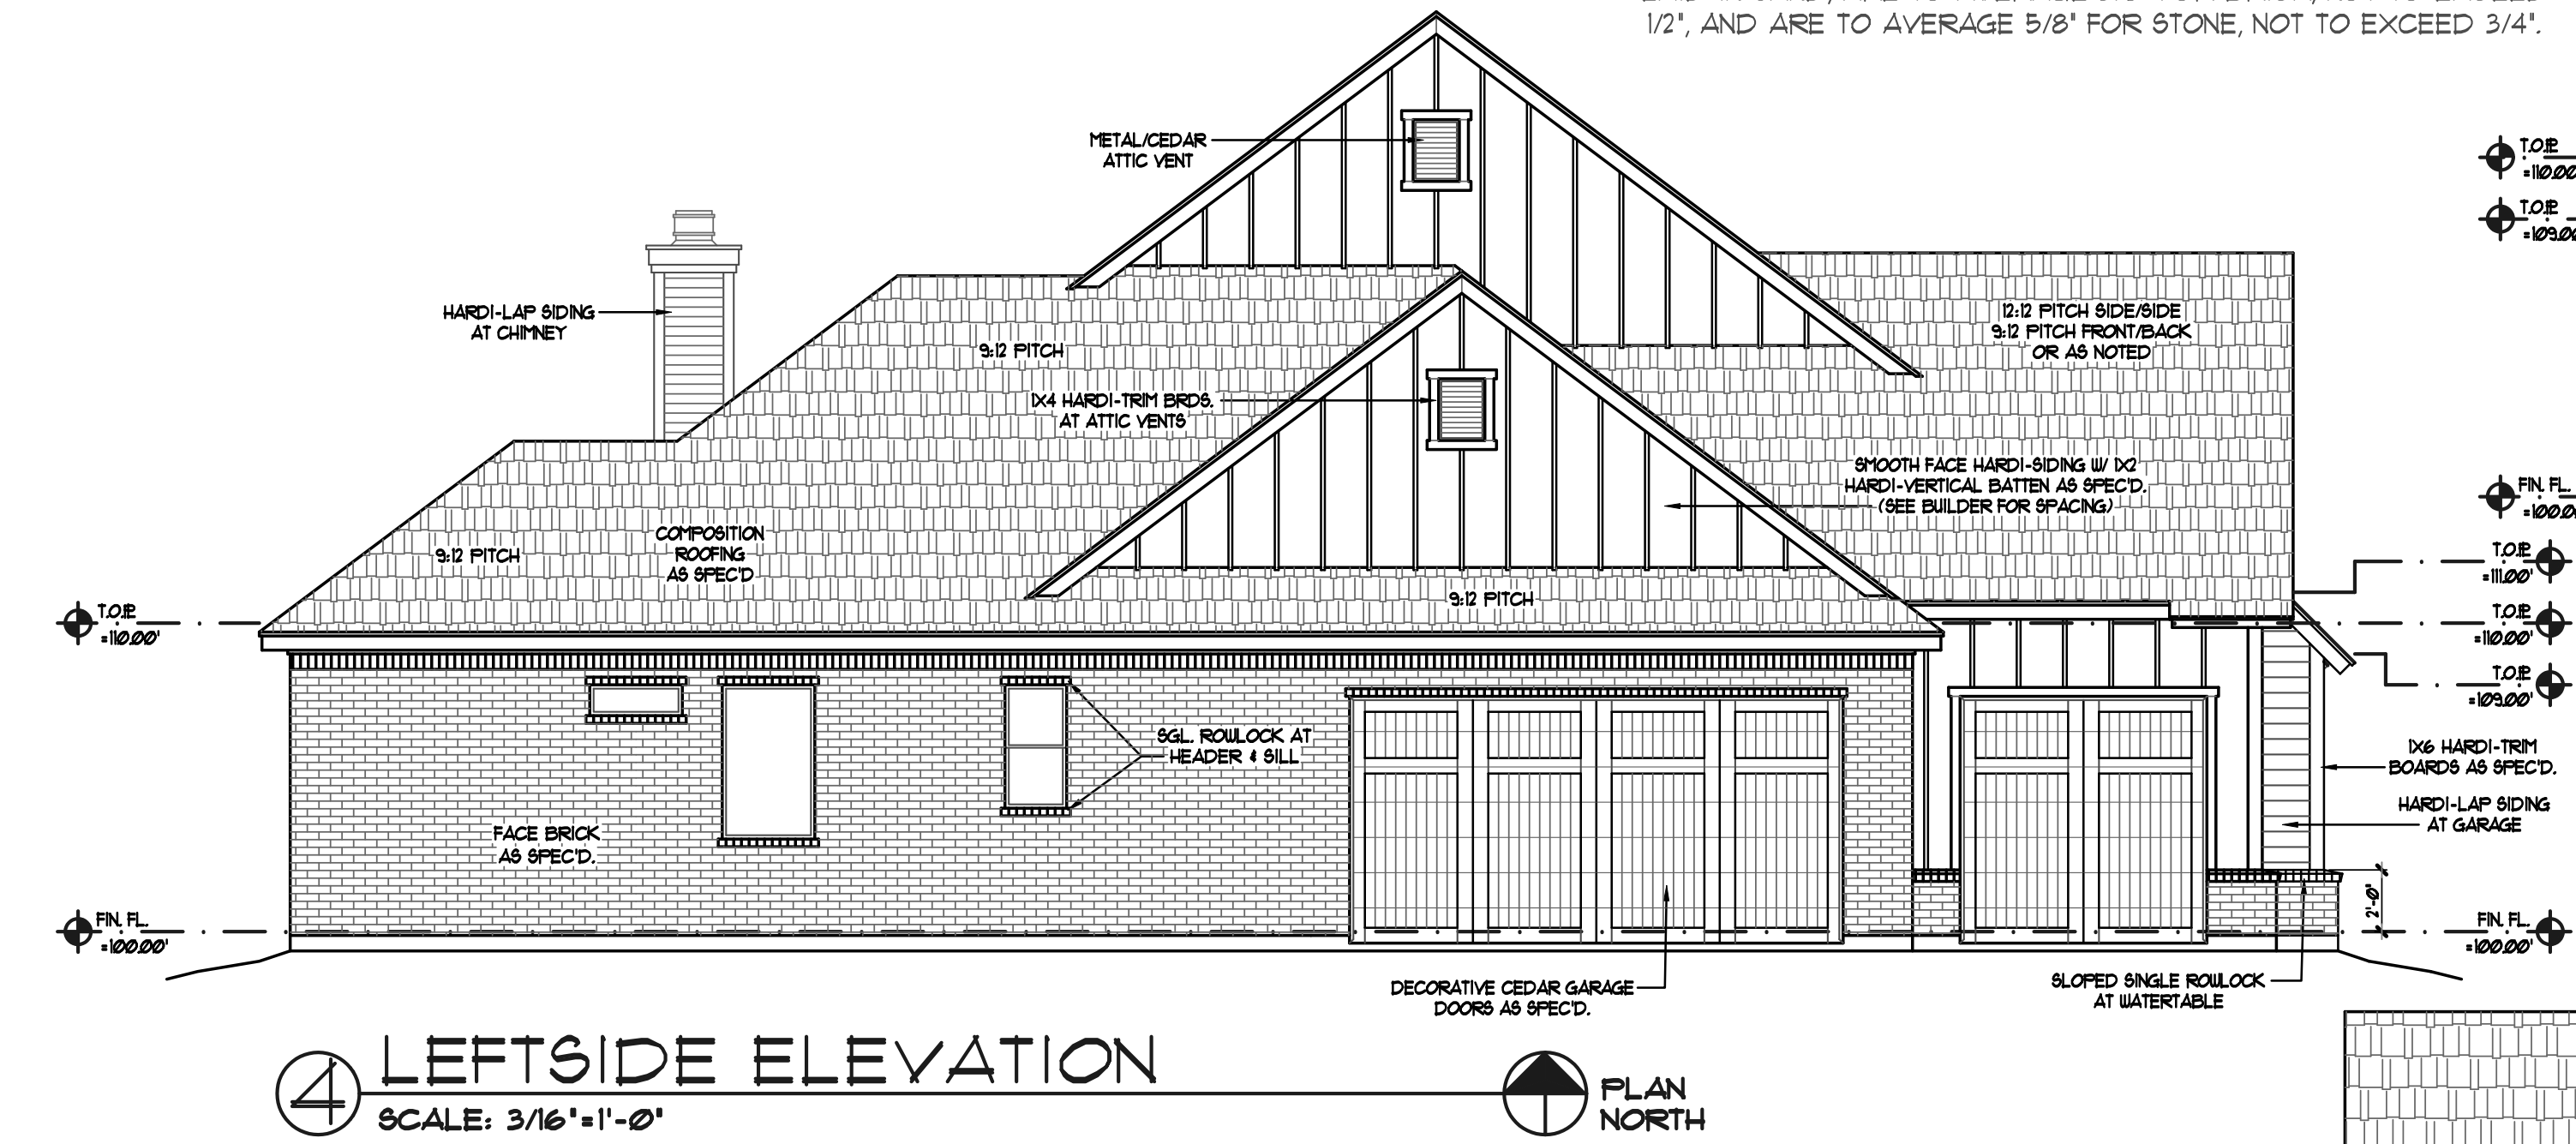 1/2", AND ARE TO AVERAGE 5/8" FOR STONE, NOT TO EXCEED 3/4".
METAL/CEDAR
ATTIC VENT
T.O.P.
=110.00'
T.O.P.
=109.00'
HARDI-LAP SIDING
AT CHIMNEY
12:12 PITCH SIDE/SIDE
9:12 PITCH FRONT/BACK
OR AS NOTED
9:12 PITCH
1X4 HARDI-TRIM BRDS.
AT ATTIC VENTS
SMOOTH FACE HARDI-SIDING W/ 1X2
HARDI-VERTICAL BATTEN AS SPEC'D.
(SEE BUILDER FOR SPACING)
FIN. FL.
=100.00
COMPOSITION
ROOFING
AS SPEC'D
9:12 PITCH
T.O.P.
=111.00'
9:12 PITCH
T.O.P.
=110.00'
T.O.P.
=110.00'
T.O.P.
=109.00'
SGL. ROWLOCK AT
HEADER & SILL
1X6 HARDI-TRIM
BOARDS AS SPEC'D.
HARDI-LAP SIDING
AT GARAGE
FACE BRICK
AS SPEC'D.
2'-0"
FIN. FL.
=100.00'
FIN. FL.
=100.00'
DECORATIVE CEDAR GARAGE
DOORS AS SPEC'D.
SLOPED SINGLE ROWLOCK
AT WATERTABLE
4 LEFTSIDE ELEVATION
SCALE: 3/16"=1'-0"
PLAN
NORTH